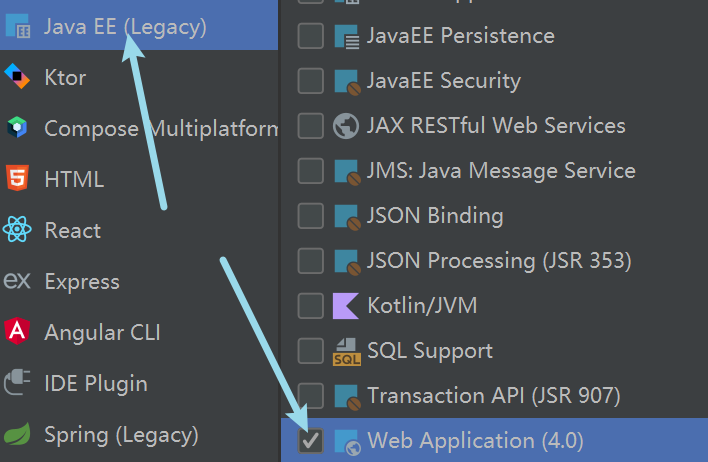 Java EE (Legacy)
Ktor
Compose Multiplatform
HTML
React
ex Express
Angular CLI
IDE Plugin
Spring (Legacy)
JavaEE Persistence
JavaEE Security
JAX RESTful Web Services
JMS: Java Message Service
JSON Binding
JSON Processing (JSR 353)
Kotlin/JVM
SQL SQL Support
Transaction API (JSR 907)
Web Application (4.0)